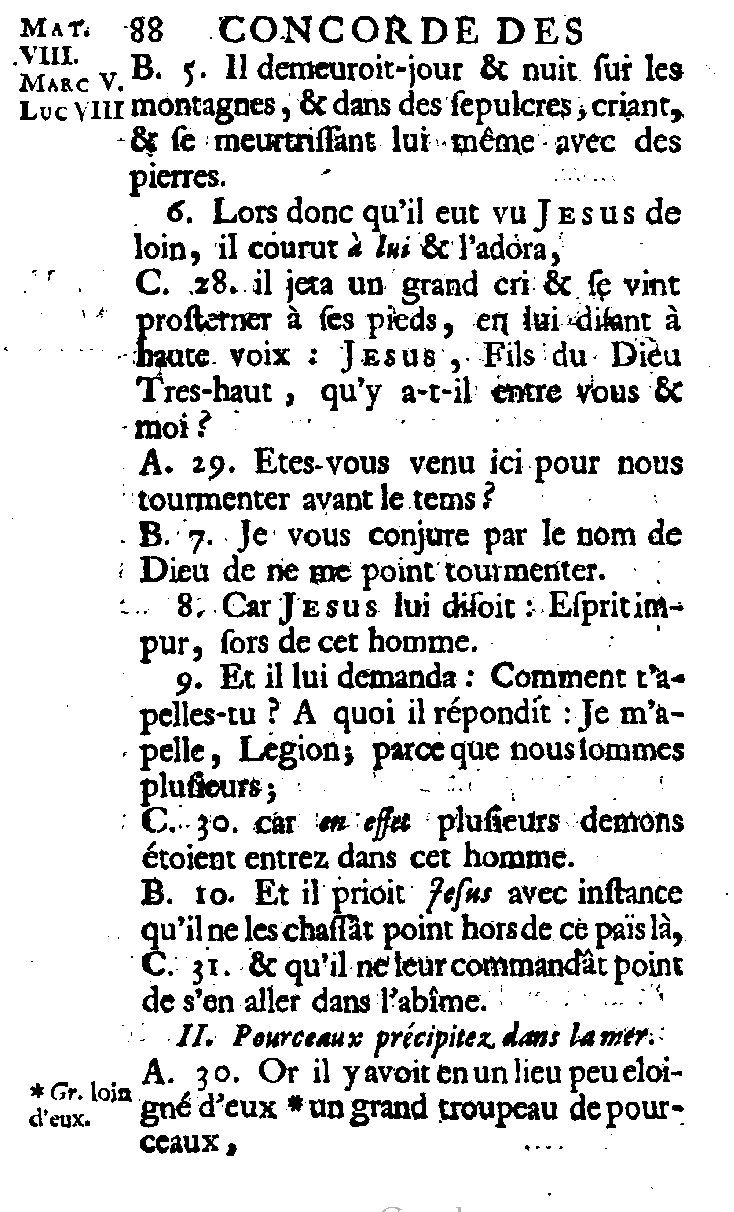 88 CONCORDE DES
MAT.
VIII.
MARC V.
LUC VIII
B. 5. Il demeuroit jour & nuit ſur les
montagnes, & dans des ſepulcres, criant,
& ſe meurtriſſant lui même avec des
pierres.
6. Lors donc qu'il eut vu JESUS de
loin, il courut à lui & l'adora,
C. 28. il jeta un grand cri & ſe vint
proſterner à ſes pieds, en lui diſant à
haute voix : JESUS, Fils du Dieu
Tres-haut, qu'y a-t-il entre vous &
moi ?
A. 29. Etes-vous venu ici pour nous
tourmenter avant le tems ?
B. 7. Je vous conjure par le nom de
Dieu de ne me point tourmenter.
8. Car JESUS lui diſoit : Eſprit im-
pur, ſors de cet homme.
9. Et il lui demanda : Comment t'a-
pelles-tu ? A quoi il répondit : Je m'a-
pelle, Legion; parce que nous ſommes
pluſieurs;
C. 30. car en effet pluſieurs demons
étoient entrez dans cet homme.
B. 10. Et il prioit Jeſus avec inſtance
qu'il ne les chaſſât point hors de ce païs là,
C. 31. & qu'il ne leur commandât point
de s'en aller dans l'abîme.
II. Pourceaux précipitez dans la mer.
A. 30. Or il y avoit en un lieu peu eloi-
gné d'eux * un grand troupeau de pour-
ceaux,
* Gr. loin
d'eux.